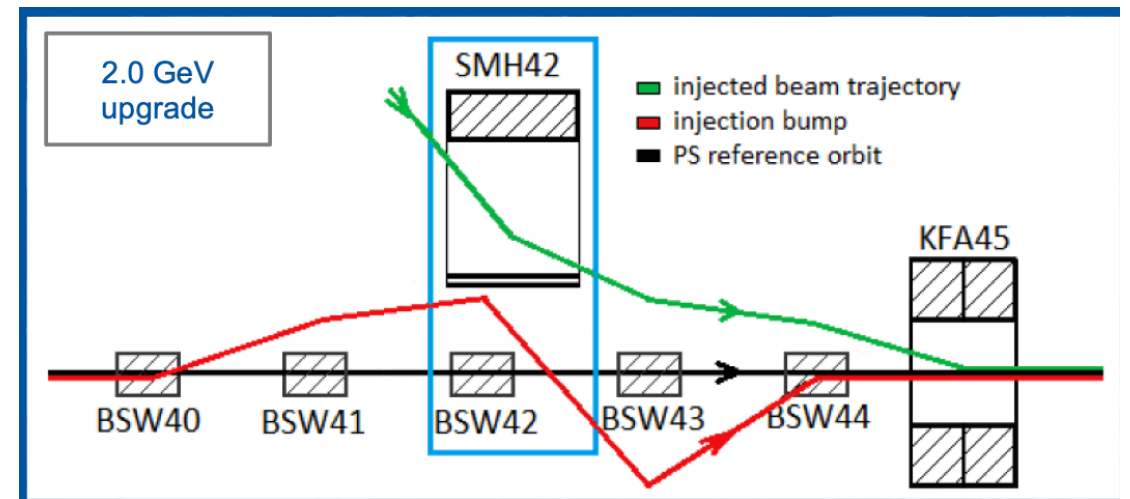 2.0 GeV
upgrade
SMH42
injected beam trajectory
injection bump
PS reference orbit
KFA45
BSW40
BSW41
BSW42
BSW43
BSW44